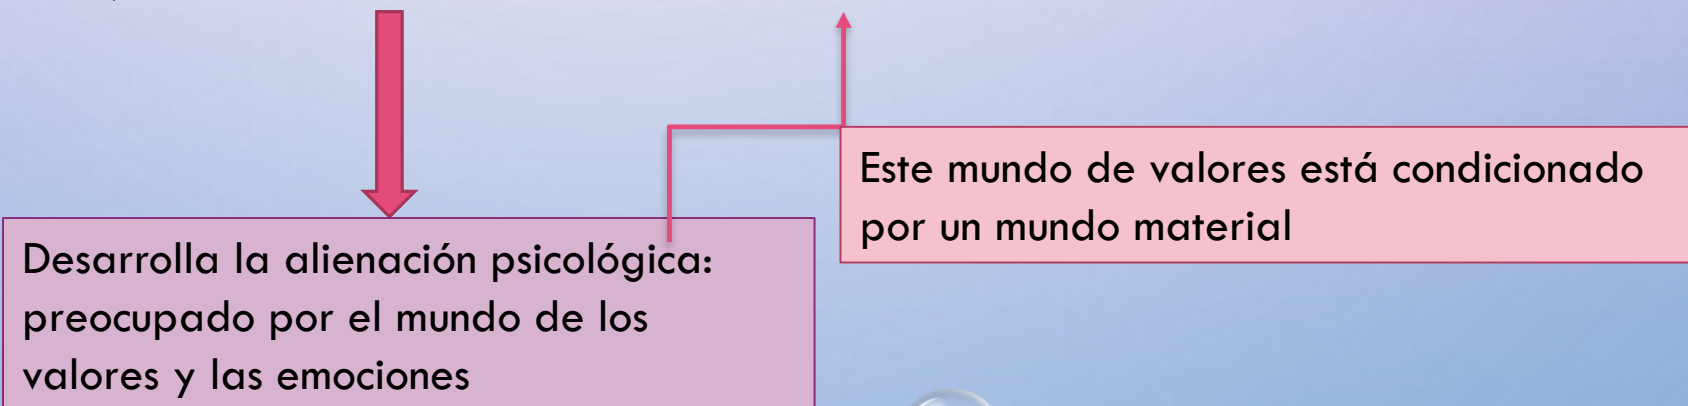 Este mundo de valores está condicionado
por un mundo material
Desarrolla la alienación psicológica:
preocupado por el mundo de los
valores y las emociones